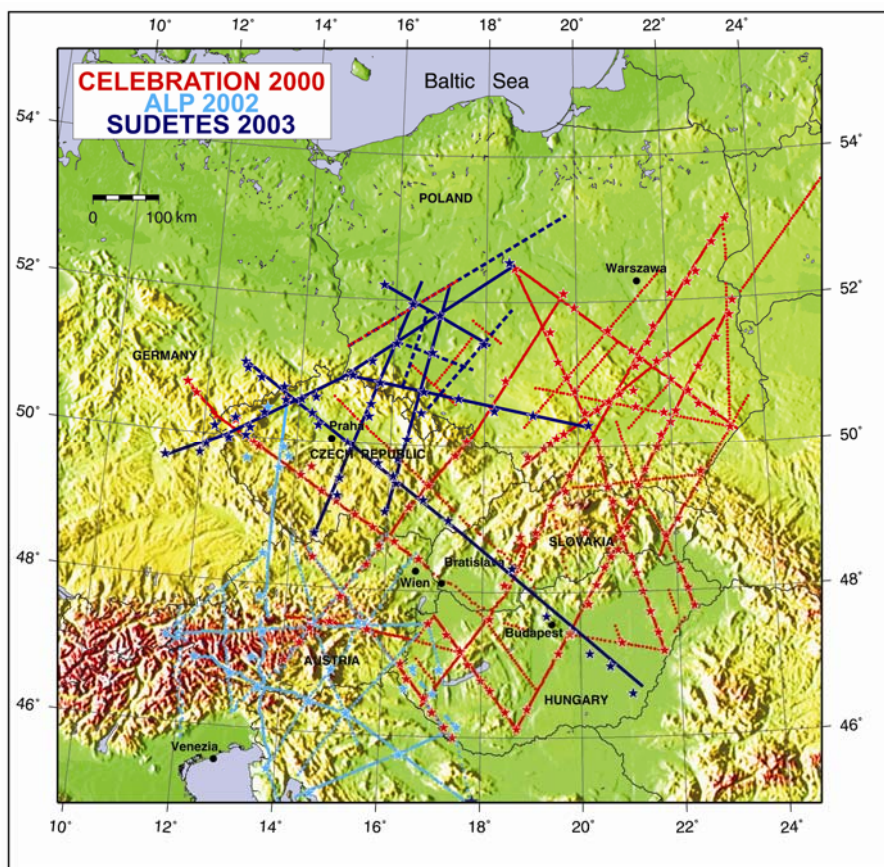 10° 12° 14° 16° 18° 20° 22° 24°
CELEBRATION 2000
ALP 2002
SUDETES 2003
Baltic Sea
54° 54°
POLAND
0 100 km
52° Warszawa 52°
GERMANY
50° Praha 50°
CZECH REPUBLIC
SLOVAKIA
48° Bratislava 48°
Wien
Budapest
AUSTRIA
46° HUNGARY 46°
Venezia
10° 12° 14° 16° 18° 20° 22° 24°